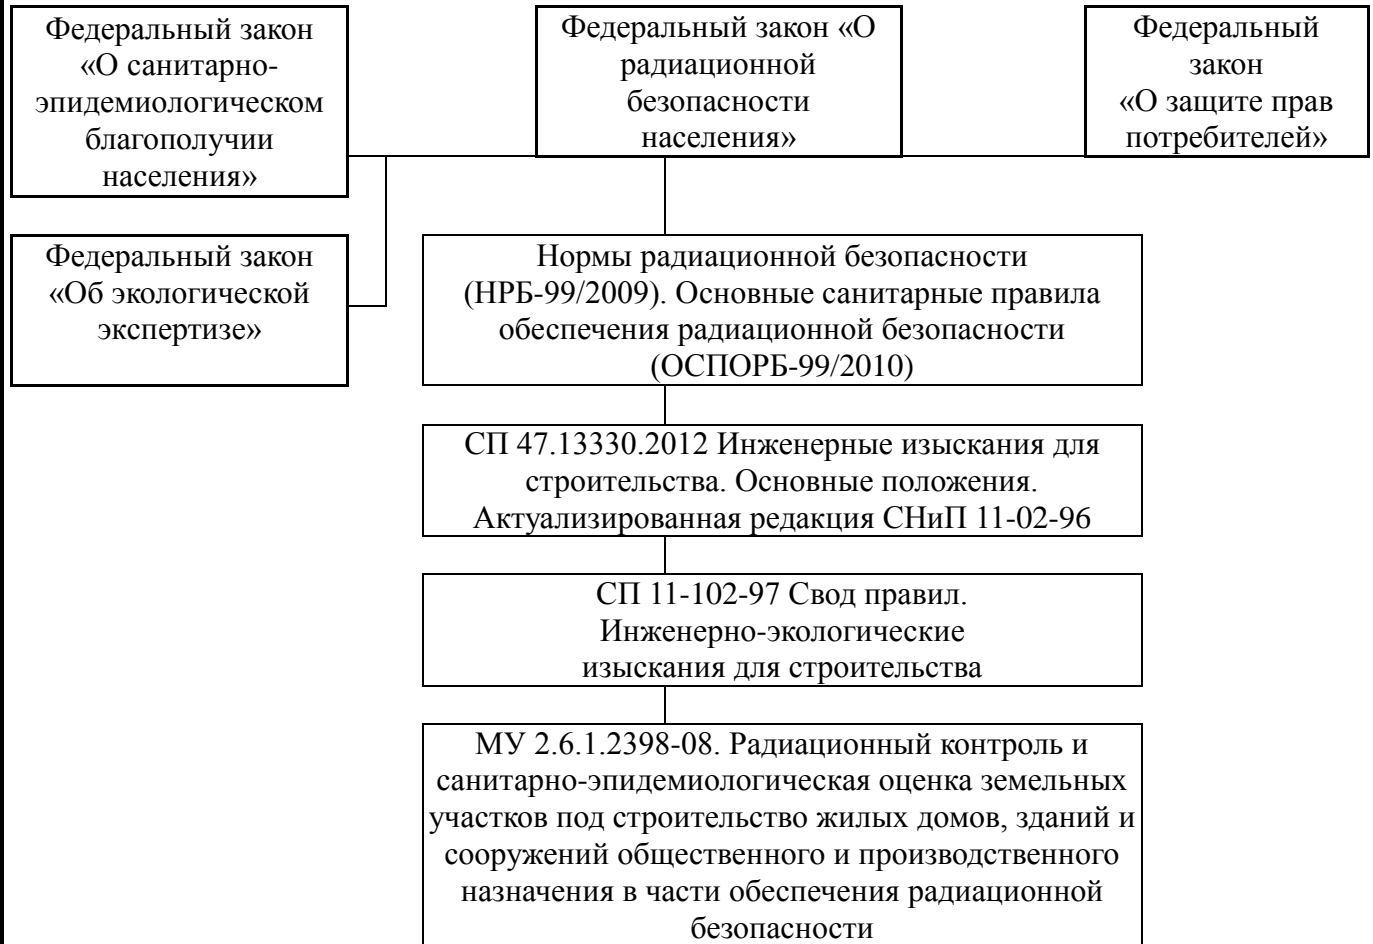 Федеральный закон
«О санитарно-
эпидемиологическом
благополучии
населения»
Федеральный закон «О
радиационной
безопасности
населения»
Федеральный
закон
«О защите прав
потребителей»
Федеральный закон
«Об экологической
экспертизе»
Нормы радиационной безопасности
(НРБ-99/2009). Основные санитарные правила
обеспечения радиационной безопасности
(ОСПОРБ-99/2010)
СП 47.13330.2012 Инженерные изыскания для
строительства. Основные положения.
Актуализированная редакция СНиП 11-02-96
СП 11-102-97 Свод правил.
Инженерно-экологические
изыскания для строительства
МУ 2.6.1.2398-08. Радиационный контроль и
санитарно-эпидемиологическая оценка земельных
участков под строительство жилых домов, зданий и
сооружений общественного и производственного
назначения в части обеспечения радиационной
безопасности